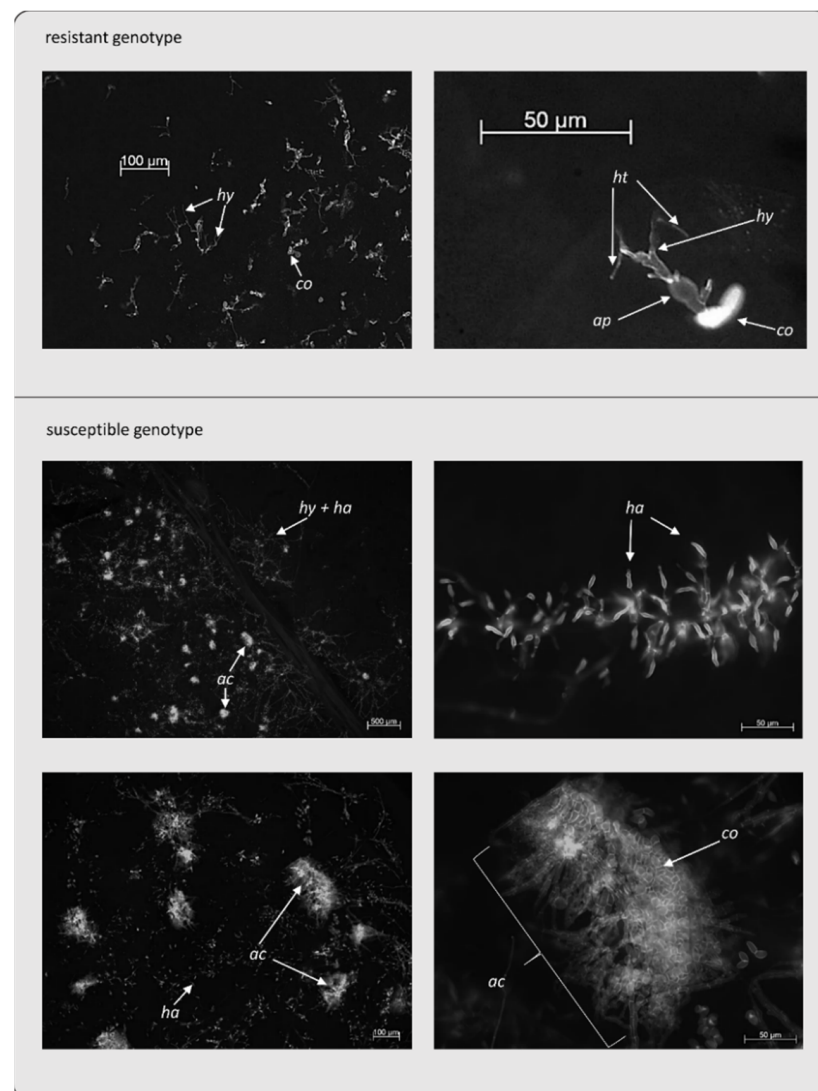 resistant genotype
100 µm
hy
co
50 µm
ht
hy
ap
co
susceptible genotype
hy + ha
ac
500 µm
ha
50 µm
ac
ha
100 µm
co
ac
50 µm